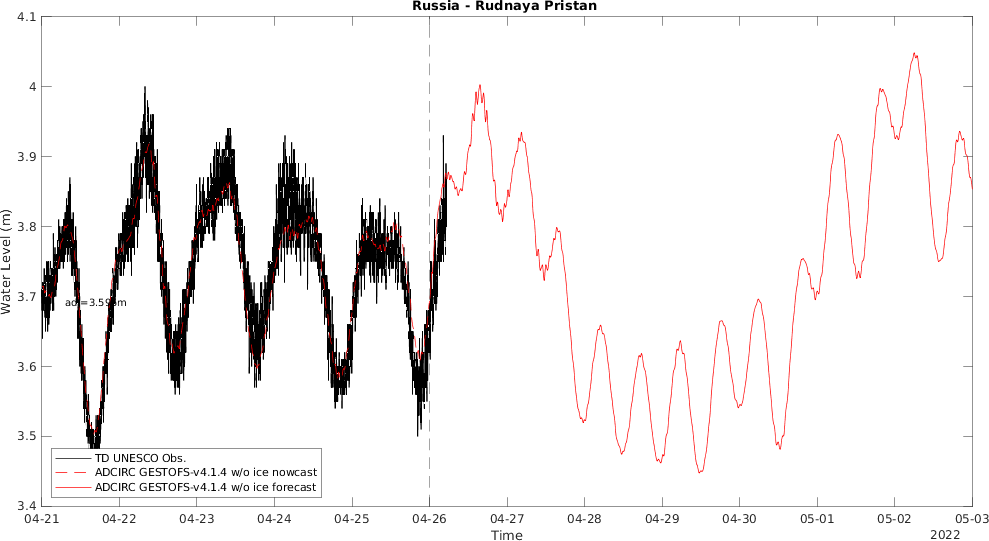 Russia - Rudnaya Pristan
4.1
4
3.9
3.8
3.7
3.6
3.5
3.4
Water Level (m)
TD UNESCO Obs.
ADCIRC GESTOFS-v4.1.4 w/o ice nowcast
ADCIRC GESTOFS-v4.1.4 w/o ice forecast
04-21 04-22 04-23 04-24 04-25 04-26 04-27 04-28 04-29 04-30 05-01 05-02 05-03
Time
2022